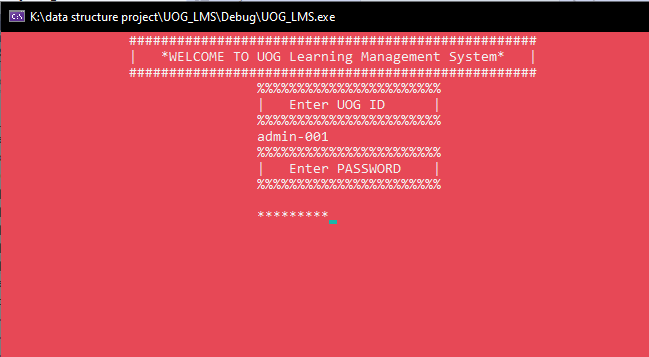 K:\data structure project\UOG_LMS\Debug\UOG_LMS.exe
###################################################
|   *WELCOME TO UOG Learning Management System*   |
###################################################
%%%%%%%%%%%%%%%%%%%%%%%
|   Enter UOG ID      |
%%%%%%%%%%%%%%%%%%%%%%%
admin-001
%%%%%%%%%%%%%%%%%%%%%%%
|   Enter PASSWORD    |
%%%%%%%%%%%%%%%%%%%%%%%
*********